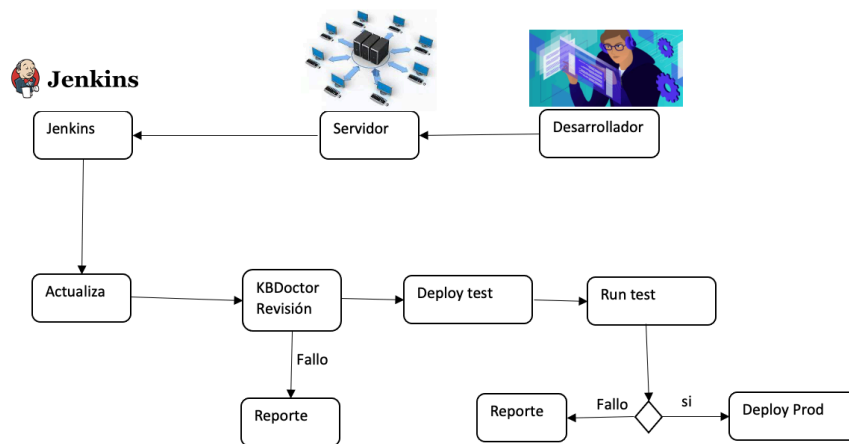 Jenkins
Jenkins
Servidor
Desarrollador
Actualiza
KBDoctor
Revisión
Deploy test
Run test
Fallo
Reporte
Reporte
Fallo
si
Deploy Prod